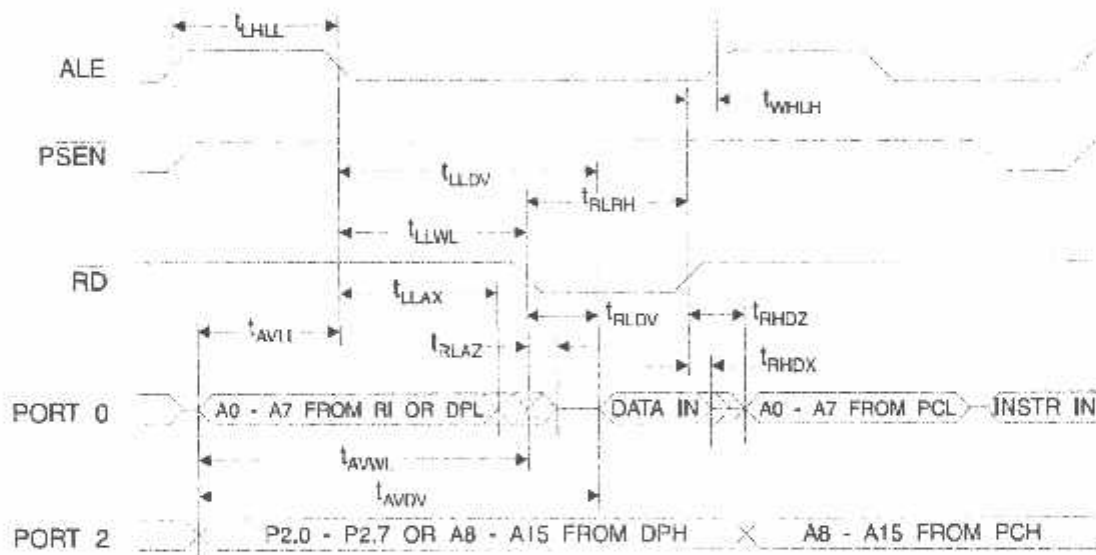 tLHLL
ALE
tWHLH
PSEN
tLLDV
tRLRH
tLLWL
RD
tLLAX
tRLDV
tRHDZ
tAVLL
tRLAZ
tRHDX
PORT 0
A0 - A7 FROM RI OR DPL
DATA IN
A0 - A7 FROM PCL
INSTR IN
tAVWL
tAVDV
PORT 2
P2.0 - P2.7 OR A8 - A15 FROM DPH
A8 - A15 FROM PCH